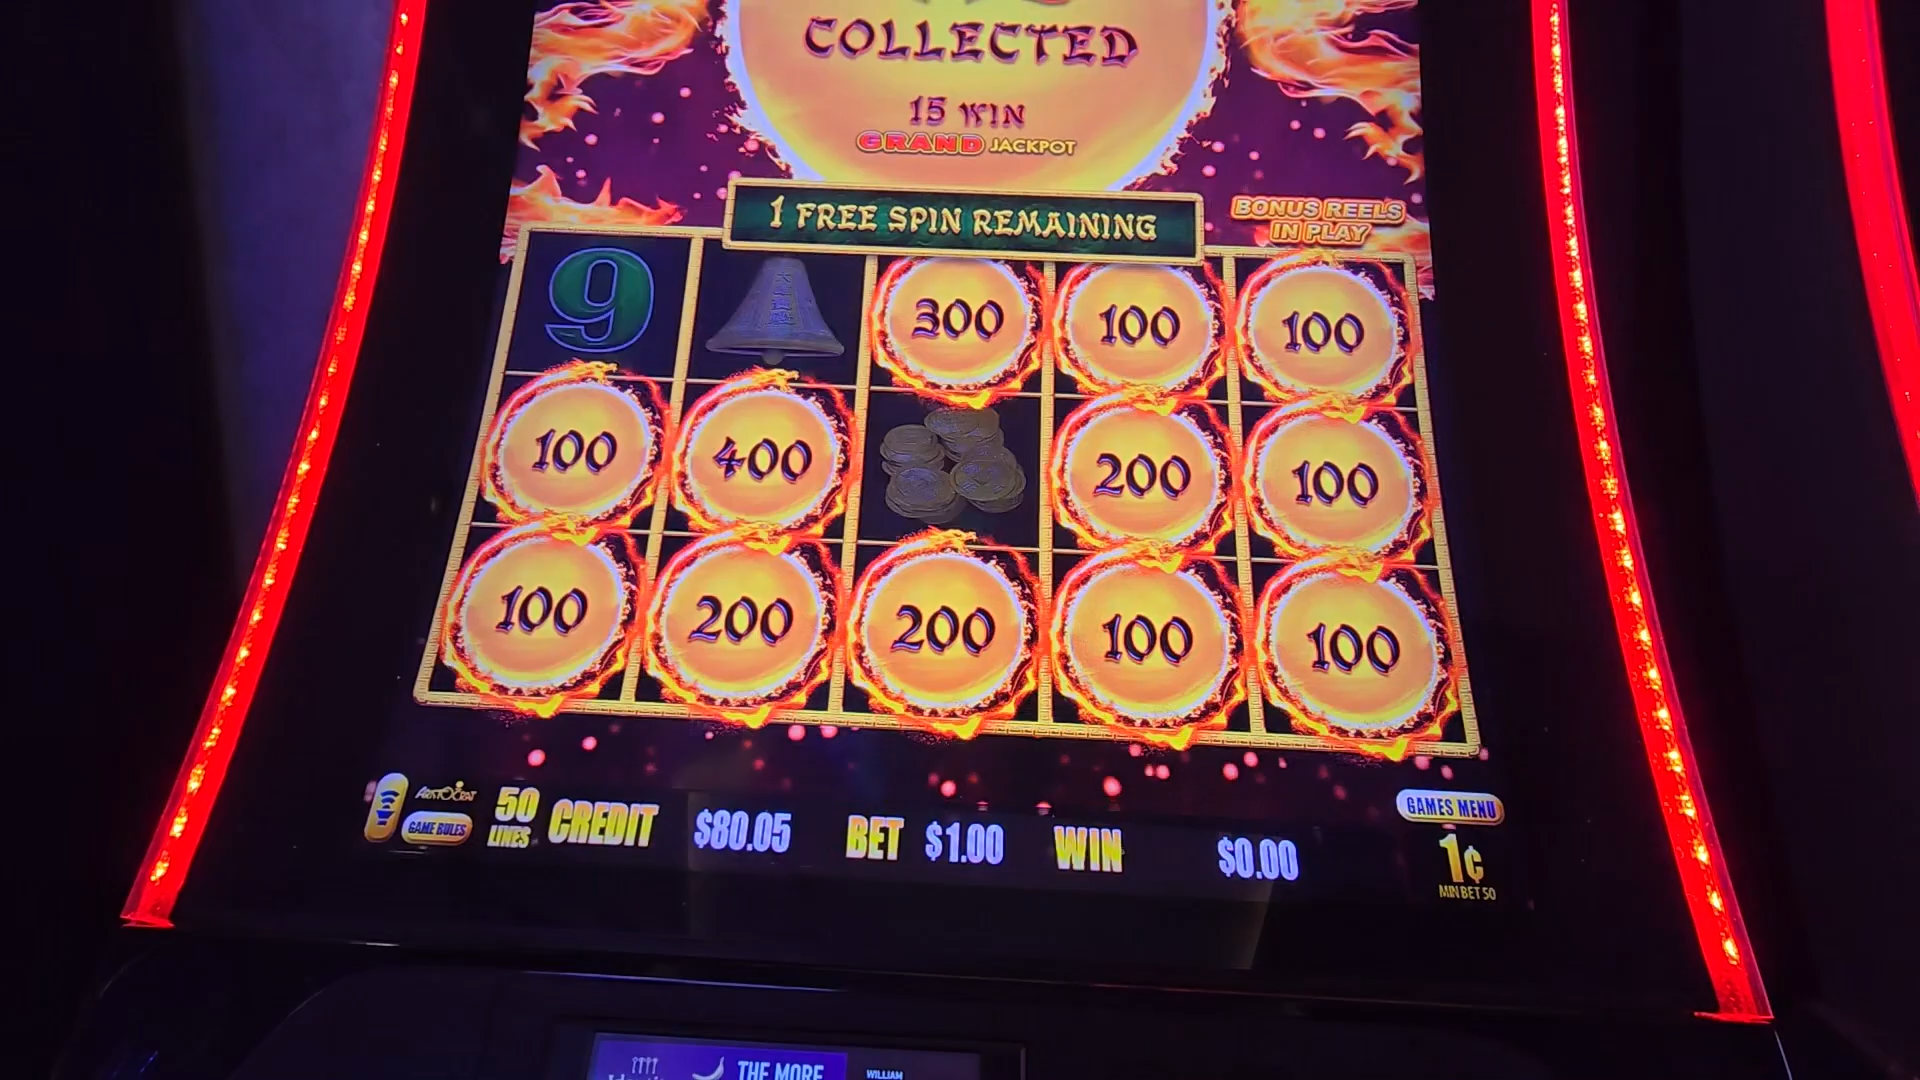 COLLECTED
15 WIN
GRAND JACKPOT
1 FREE SPIN REMAINING
BONUS REELS
IN PLAY
9
300
100
100
100
400
200
100
100
200
200
100
100
ARISTOCRAT
GAME RULES
50
LINES
CREDIT
$80.05
BET
$1.00
WIN
$0.00
GAMES MENU
1¢
MIN BET 50
THE MORE
WILLIAM